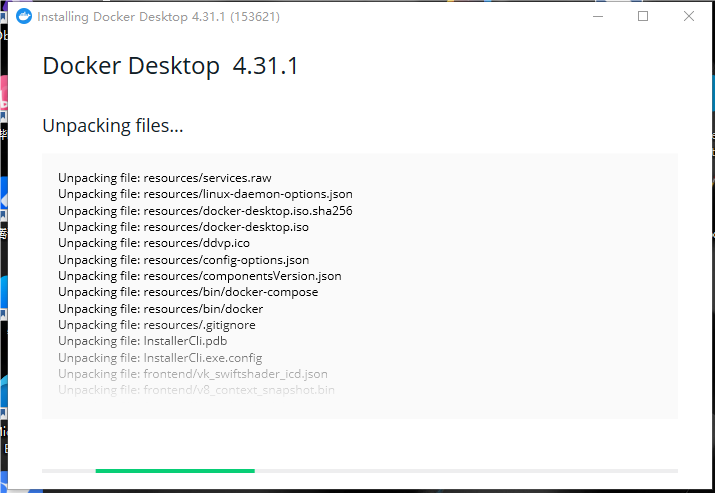 Installing Docker Desktop 4.31.1 (153621)
Docker Desktop 4.31.1
Unpacking files...
Unpacking file: resources/services.raw
Unpacking file: resources/linux-daemon-options.json
Unpacking file: resources/docker-desktop.iso.sha256
Unpacking file: resources/docker-desktop.iso
Unpacking file: resources/ddvp.ico
Unpacking file: resources/config-options.json
Unpacking file: resources/componentsVersion.json
Unpacking file: resources/bin/docker-compose
Unpacking file: resources/bin/docker
Unpacking file: resources/.gitignore
Unpacking file: InstallerCli.pdb
Unpacking file: InstallerCli.exe.config
Unpacking file: frontend/vk_swiftshader_icd.json
Unpacking file: frontend/v8_context_snapshot.bin